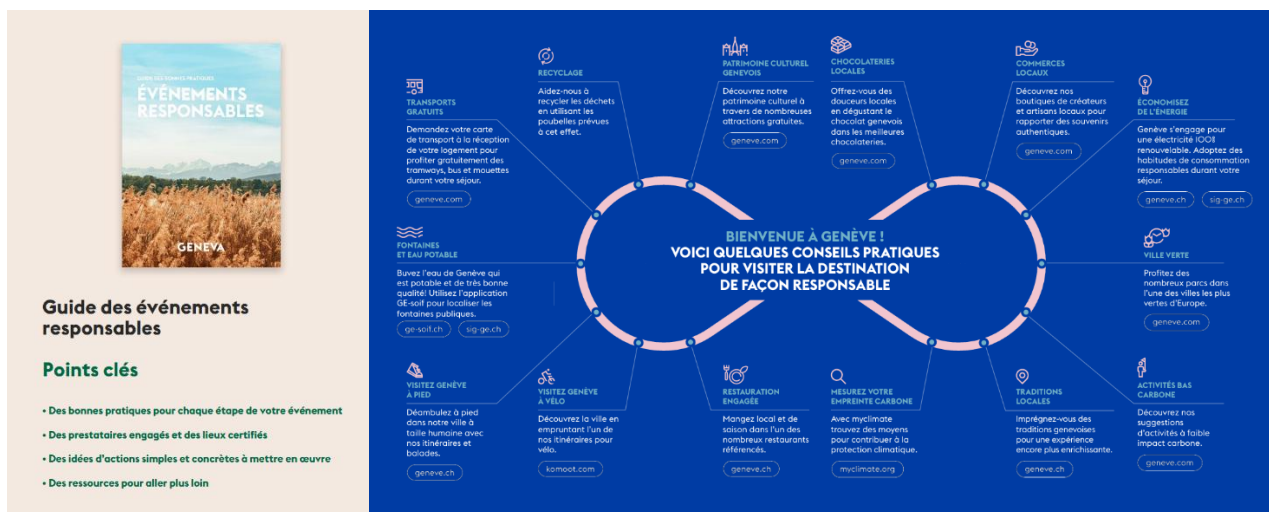 GUIDE DES BONNES PRATIQUES
ÉVÉNEMENTS
RESPONSABLES
GENEVA
Guide des événements
responsables
Points clés
• Des bonnes pratiques pour chaque étape de votre événement
• Des prestataires engagés et des lieux certifiés
• Des idées d'actions simples et concrètes à mettre en œuvre
• Des ressources pour aller plus loin
TRANSPORTS
GRATUITS
Demandez votre carte
de transport à la réception
de votre logement pour
profiter gratuitement des
tramways, bus et mouettes
durant votre séjour.
geneve.com
RECYCLAGE
Aidez-nous à
recycler les déchets
en utilisant les
poubelles prévues
à cet effet.
PATRIMOINE CULTUREL
GENEVOIS
Découvrez notre
patrimoine culturel à
travers de nombreuses
attractions gratuites.
geneve.com
CHOCOLATERIES
LOCALES
Offrez-vous des
douceurs locales
en dégustant le
chocolat genevois
dans les meilleures
chocolateries.
geneve.com
COMMERCES
LOCAUX
Découvrez nos
boutiques de créateurs
et artisans locaux pour
rapporter des souvenirs
authentiques.
geneve.com
ÉCONOMISEZ
DE L'ÉNERGIE
Genève s'engage pour
une électricité 100%
renouvelable. Adoptez des
habitudes de consommation
responsables durant votre
séjour.
geneve.ch
sig-ge.ch
FONTAINES
ET EAU POTABLE
Buvez l'eau de Genève qui
est potable et de très bonne
qualité! Utilisez l'application
GE-soif pour localiser les
fontaines publiques.
ge-soif.ch
sig-ge.ch
BIENVENUE À GENÈVE !
VOICI QUELQUES CONSEILS PRATIQUES
POUR VISITER LA DESTINATION
DE FAÇON RESPONSABLE
VILLE VERTE
Profitez des
nombreux parcs dans
l'une des villes les plus
vertes d'Europe.
geneve.com
VISITEZ GENÈVE
À PIED
Déambulez à pied
dans notre ville à
taille humaine avec
nos itinéraires et
balades.
geneve.ch
VISITEZ GENÈVE
À VÉLO
Découvrez la ville en
empruntant l'un de
nos itinéraires pour
vélo.
komoot.com
RESTAURATION
ENGAGÉE
Mangez local et de
saison dans l'un des
nombreux restaurants
référencés.
geneve.ch
MESUREZ VOTRE
EMPREINTE CARBONE
Avec myclimate
trouvez des moyens
pour contribuer à la
protection climatique.
myclimate.org
TRADITIONS
LOCALES
Imprégnez-vous des
traditions genevoises
pour une expérience
encore plus enrichissante.
geneve.ch
ACTIVITÉS BAS
CARBONE
Découvrez nos
suggestions
d'activités à faible
impact carbone.
geneve.com